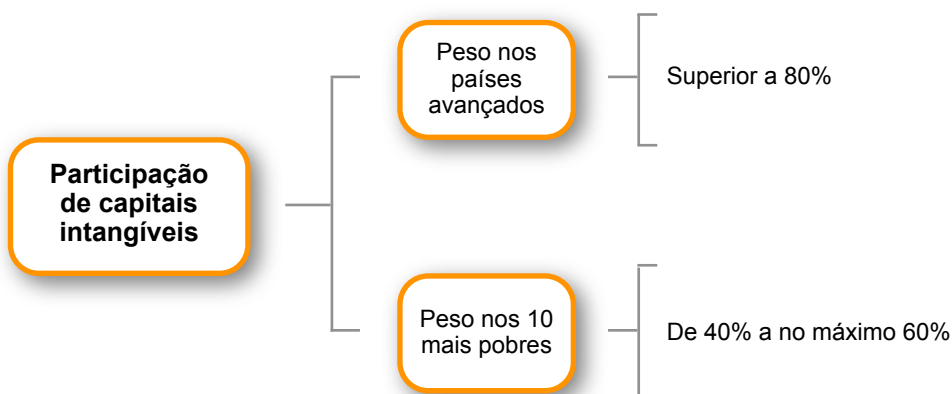 Participação
de capitais
intangíveis
Peso nos
países
avançados
Superior a 80%
Peso nos 10
mais pobres
De 40% a no máximo 60%